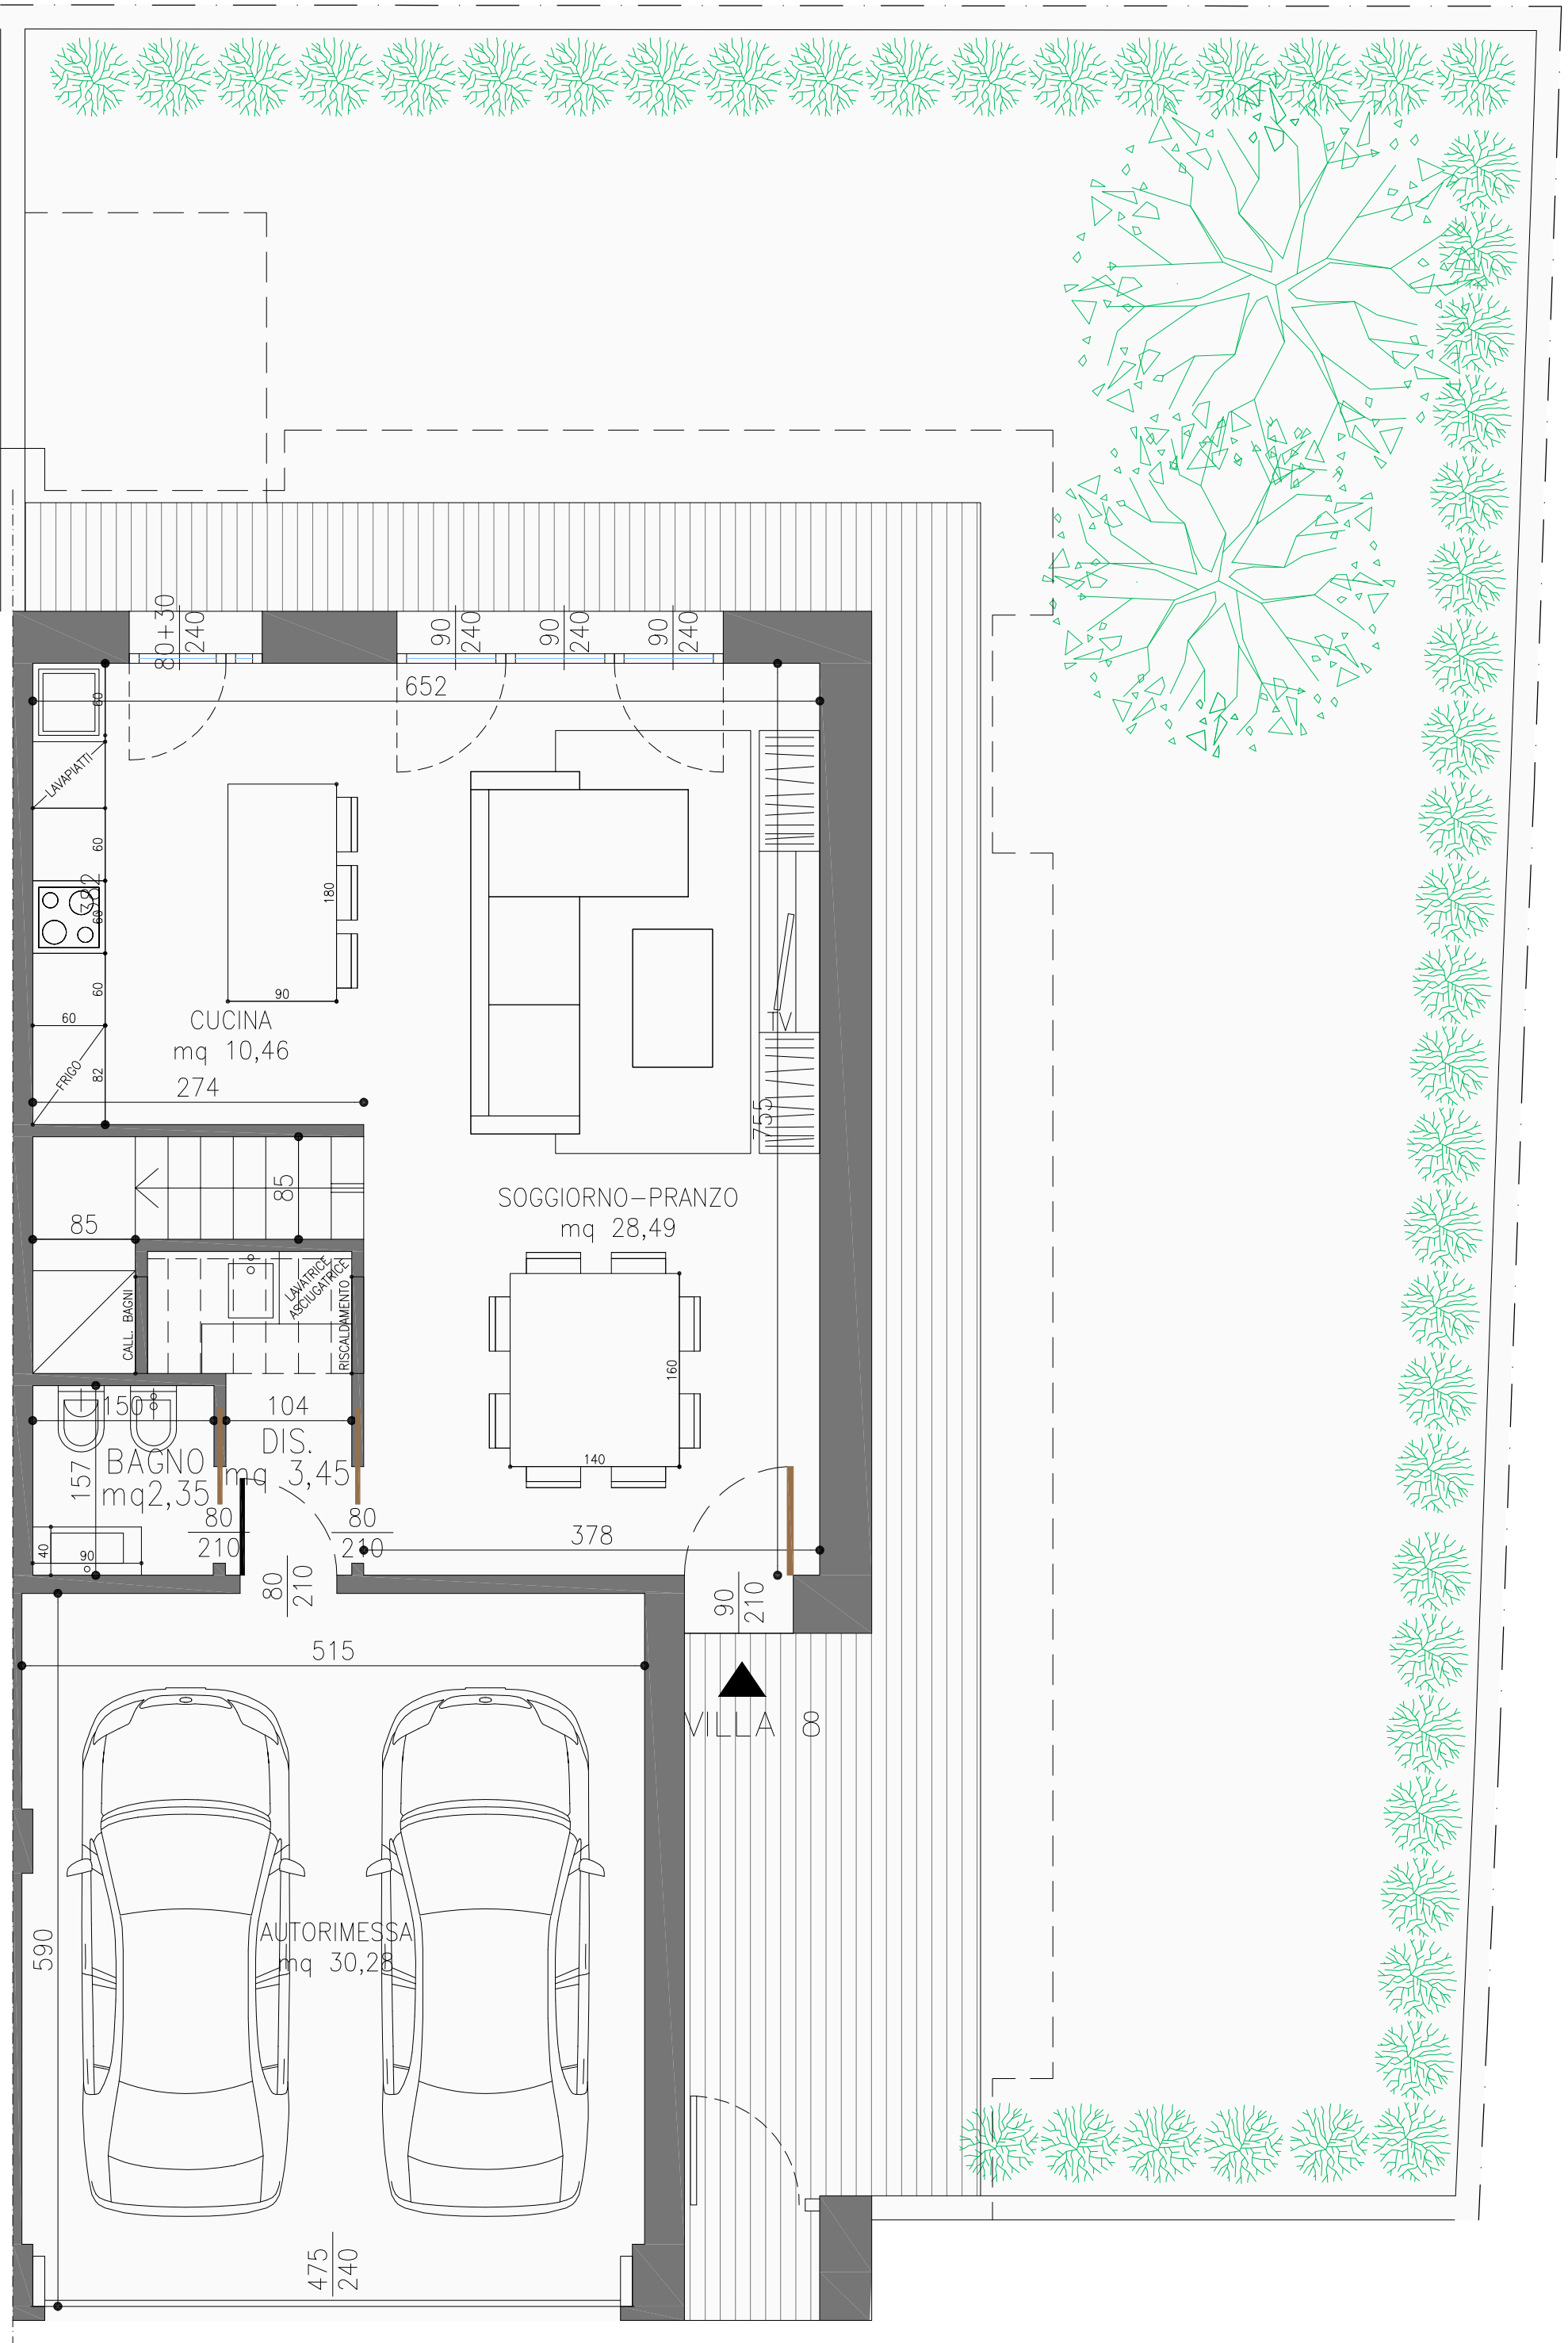 80+30
240
90
240
90
240
90
240
652
60
LAVAPIATTI
60
382
60
180
90
60
60
CUCINA
mq 10,46
FRIGO
82
274
TV
755
85
85
SOGGIORNO-PRANZO
mq 28,49
LAVATRICE
ASCIUGATRICE
CALL. BAGNI
RISCALDAMENTO
160
140
150
104
DIS.
mq 3,45
BAGNO
mq2,35
157
80
210
80
210
40
90
378
80
210
90
210
515
VILLA 8
AUTORIMESSA
mq 30,28
590
475
240